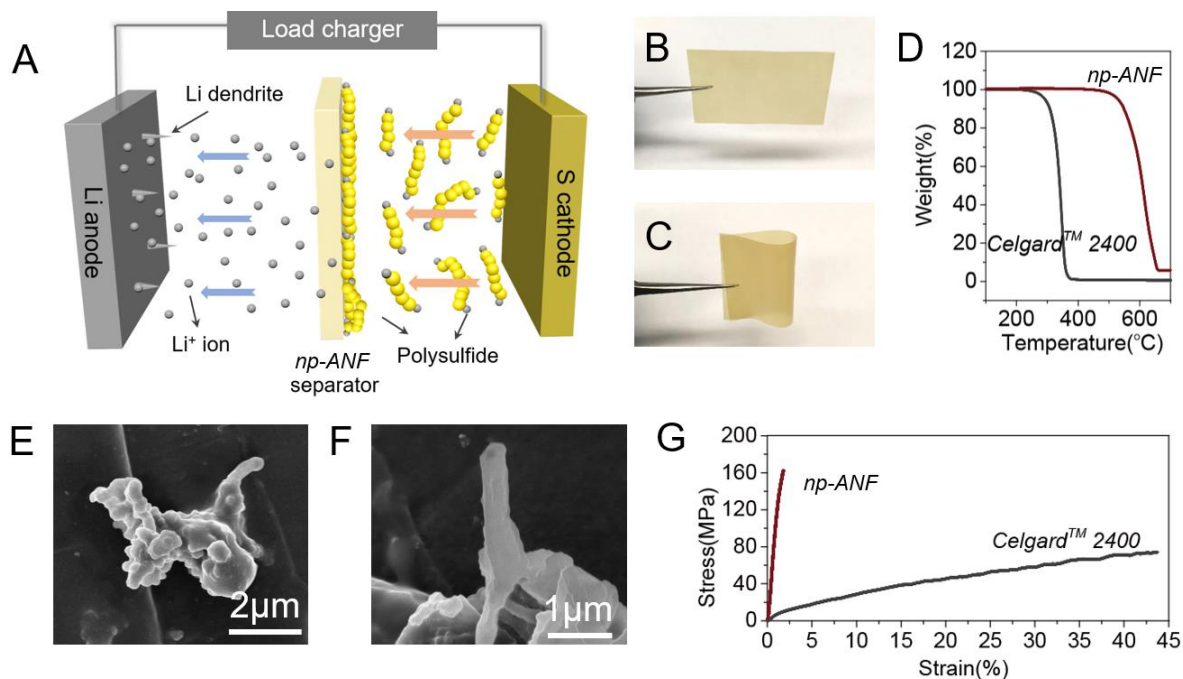 A
Load charger
Li dendrite
Li anode
S cathode
Li⁺ ion
np-ANF
separator
Polysulfide
B
C
D
120
100
80
60
40
20
0
Weight(%)
np-ANF
Celgard™ 2400
200 400 600
Temperature(°C)
E
2μm
F
1μm
G
200
160
120
80
40
0
Stress(MPa)
np-ANF
Celgard™ 2400
0 5 10 15 20 25 30 35 40 45
Strain(%)